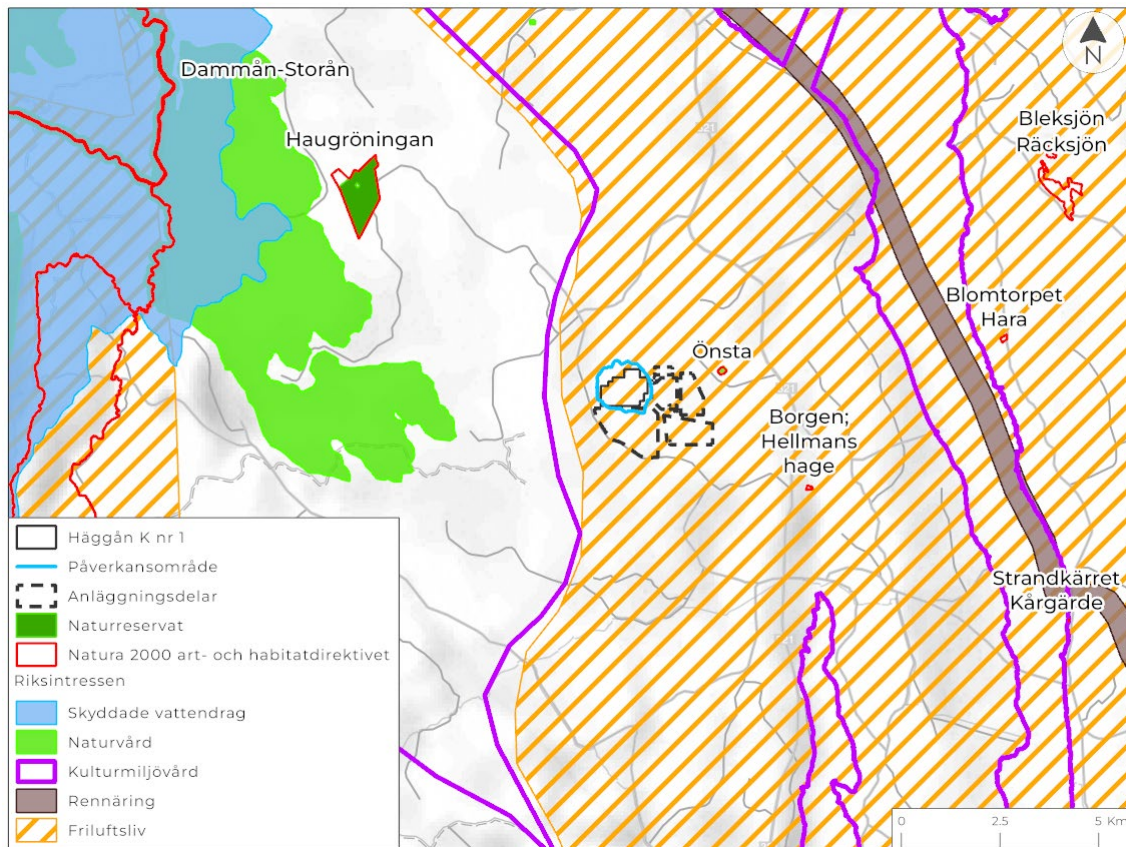 N
Dammån-Storån
Haugröningan
Bleksjön
Räcksjön
Blomtorpet
Hara
Önsta
Borgen;
Hellmans
hage
Strandkärret
Kårgärde
Häggån K nr 1
Påverkansområde
Anläggningsdelar
Naturreservat
Natura 2000 art- och habitatdirektivet
Riksintressen
Skyddade vattendrag
Naturvård
Kulturmiljövård
Rennäring
Friluftsliv
0 2.5 5 Km